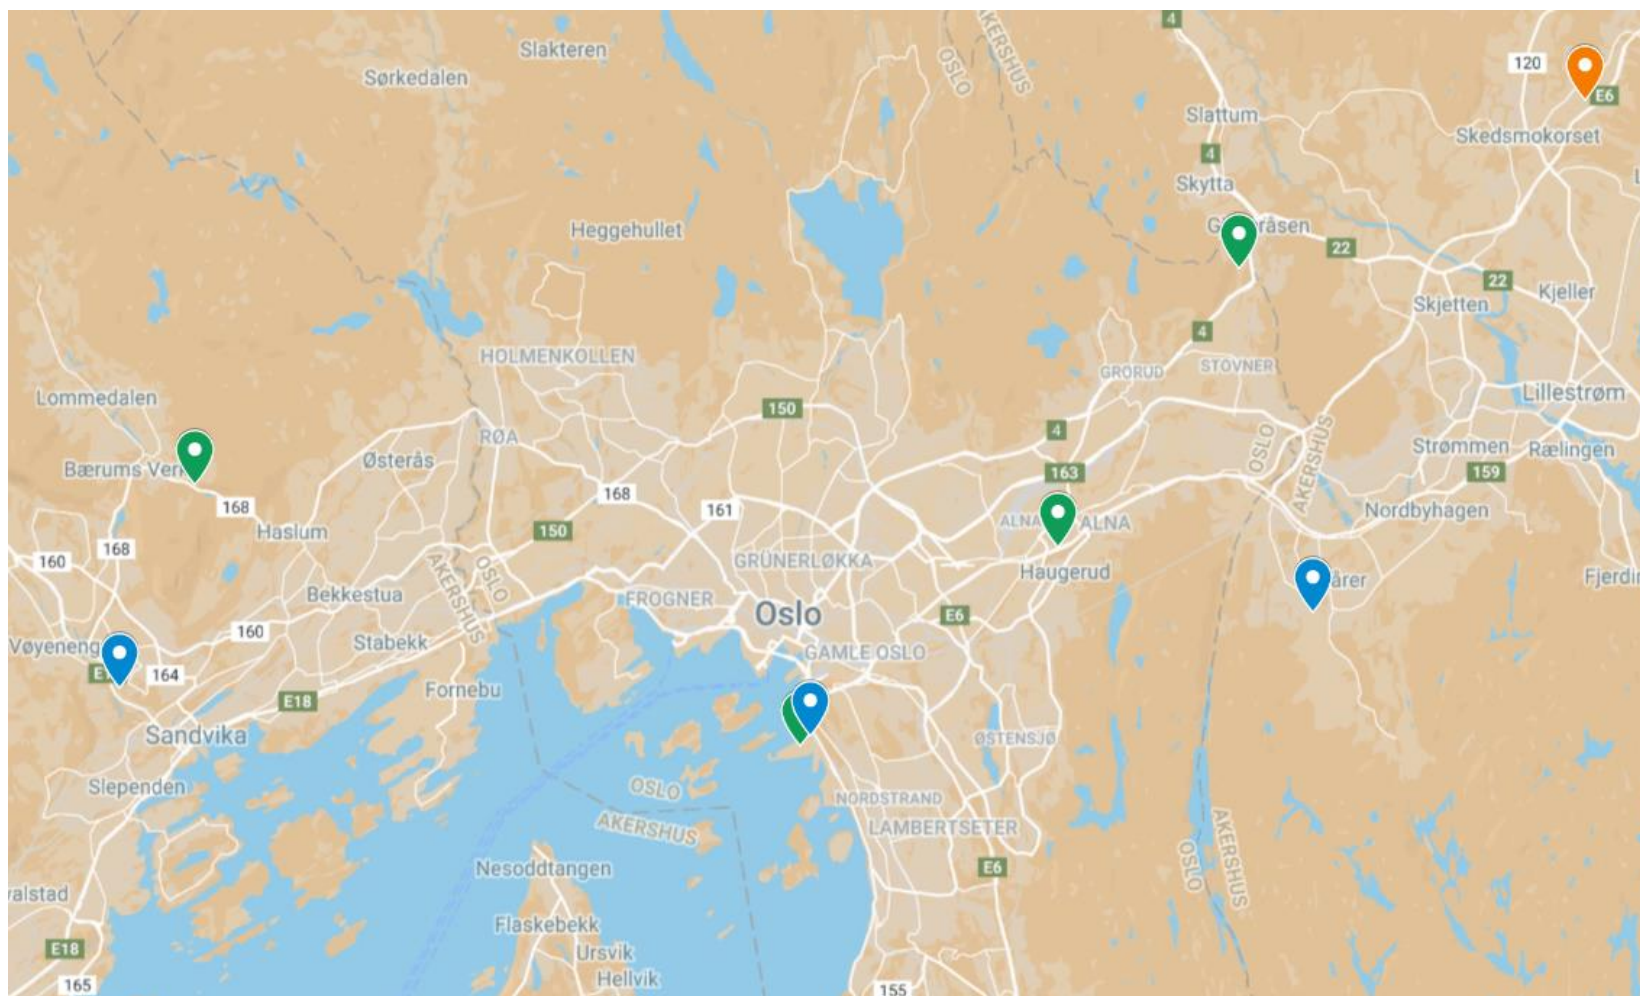 4
AKERSHUS
OSLO
Slakteren
120
Sørkedalen
E6
Slattum
Skedsmokorset
4
Skytta
Heggehullet
22
22
Kjeller
Skjetten
4
HOLMENKOLLEN
STOVNER
GRORUD
Lommedalen
150
Lillestrøm
4
RØA
OSLO
AKERSHUS
Strømmen
Rælingen
Østerås
Bærums
163
159
168
168
161
Nordbyhagen
ALNA
ALNA
Haslum
150
168
160
GRÜNERLØKKA
Haugerud
AKERSHUS
OSLO
Bekkestua
FROGNER
Oslo
E6
160
Stabekk
GAMLE OSLO
164
Fornebu
E18
Sandvika
ØSTENSJØ
Slependen
OSLO
AKERSHUS
NORDSTRAND
LAMBERTSETER
OSLO
AKERSHUS
Nesoddtangen
E6
valstad
Flaskebekk
E18
Ursvik
Hellvik
165
155